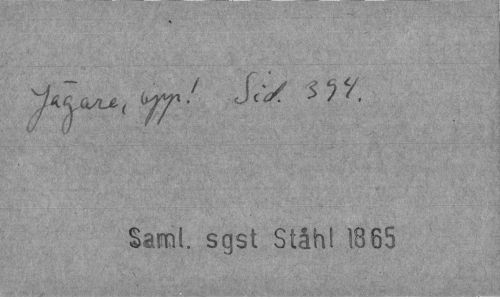 Jägare, upp! Sid. 394.
Saml. sgst Ståhl 1865